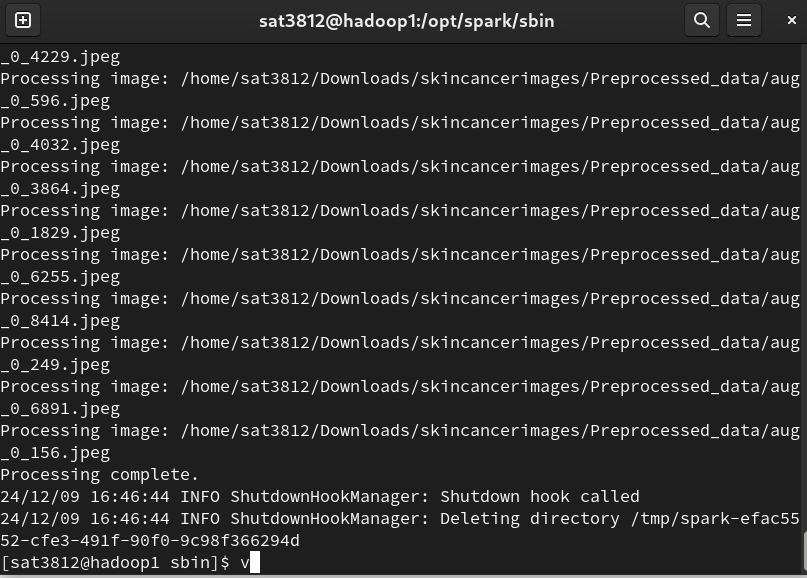 sat3812@hadoop1:/opt/spark/sbin
_0_4229.jpeg
Processing image: /home/sat3812/Downloads/skincancerimages/Preprocessed_data/aug
_0_596.jpeg
Processing image: /home/sat3812/Downloads/skincancerimages/Preprocessed_data/aug
_0_4032.jpeg
Processing image: /home/sat3812/Downloads/skincancerimages/Preprocessed_data/aug
_0_3864.jpeg
Processing image: /home/sat3812/Downloads/skincancerimages/Preprocessed_data/aug
_0_1829.jpeg
Processing image: /home/sat3812/Downloads/skincancerimages/Preprocessed_data/aug
_0_6255.jpeg
Processing image: /home/sat3812/Downloads/skincancerimages/Preprocessed_data/aug
_0_8414.jpeg
Processing image: /home/sat3812/Downloads/skincancerimages/Preprocessed_data/aug
_0_249.jpeg
Processing image: /home/sat3812/Downloads/skincancerimages/Preprocessed_data/aug
_0_6891.jpeg
Processing image: /home/sat3812/Downloads/skincancerimages/Preprocessed_data/aug
_0_156.jpeg
Processing complete.
24/12/09 16:46:44 INFO ShutdownHookManager: Shutdown hook called
24/12/09 16:46:44 INFO ShutdownHookManager: Deleting directory /tmp/spark-efac55
52-cfe3-491f-90f0-9c98f366294d
[sat3812@hadoop1 sbin]$ v